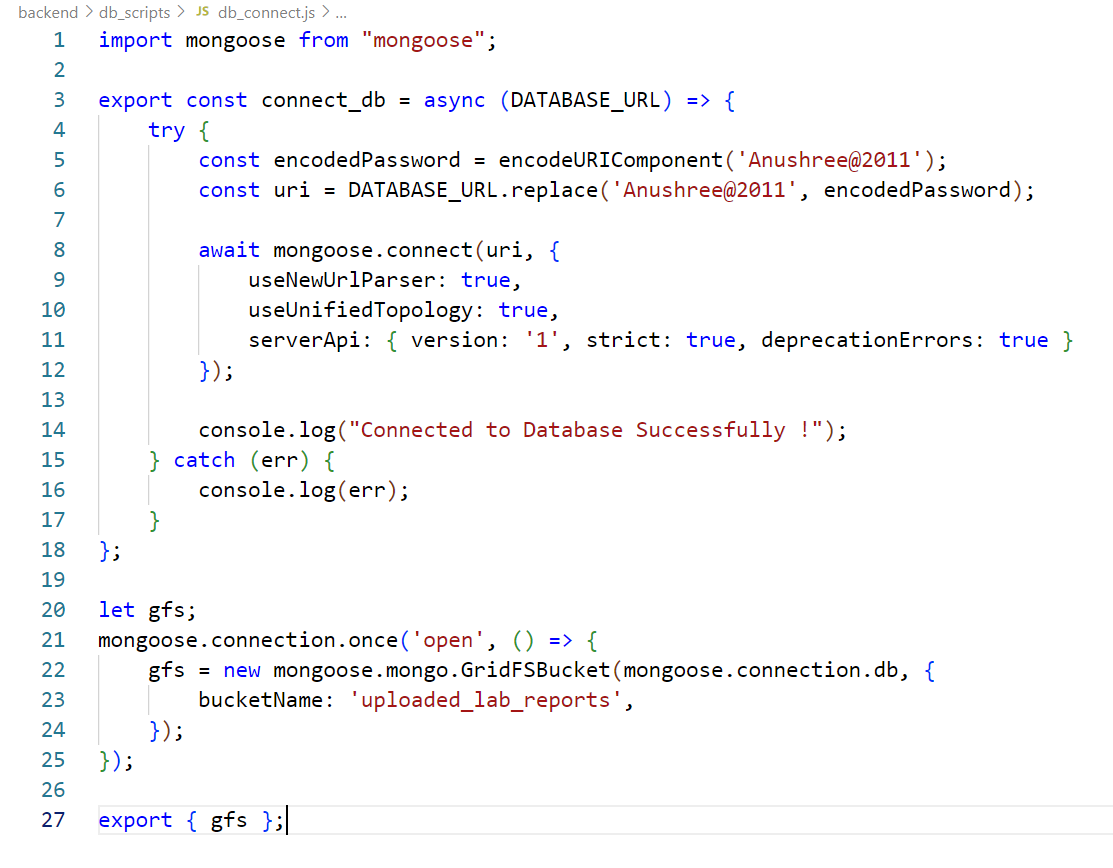 backend > db_scripts > JS db_connect.js > ...
1 import mongoose from "mongoose";
2
3 export const connect_db = async (DATABASE_URL) => {
4     try {
5         const encodedPassword = encodeURIComponent('Anushree@2011');
6         const uri = DATABASE_URL.replace('Anushree@2011', encodedPassword);
7
8         await mongoose.connect(uri, {
9             useNewUrlParser: true,
10             useUnifiedTopology: true,
11             serverApi: { version: '1', strict: true, deprecationErrors: true }
12         });
13
14         console.log("Connected to Database Successfully !");
15     } catch (err) {
16         console.log(err);
17     }
18 };
19
20 let gfs;
21 mongoose.connection.once('open', () => {
22     gfs = new mongoose.mongo.GridFSBucket(mongoose.connection.db, {
23         bucketName: 'uploaded_lab_reports',
24     });
25 });
26
27 export { gfs };